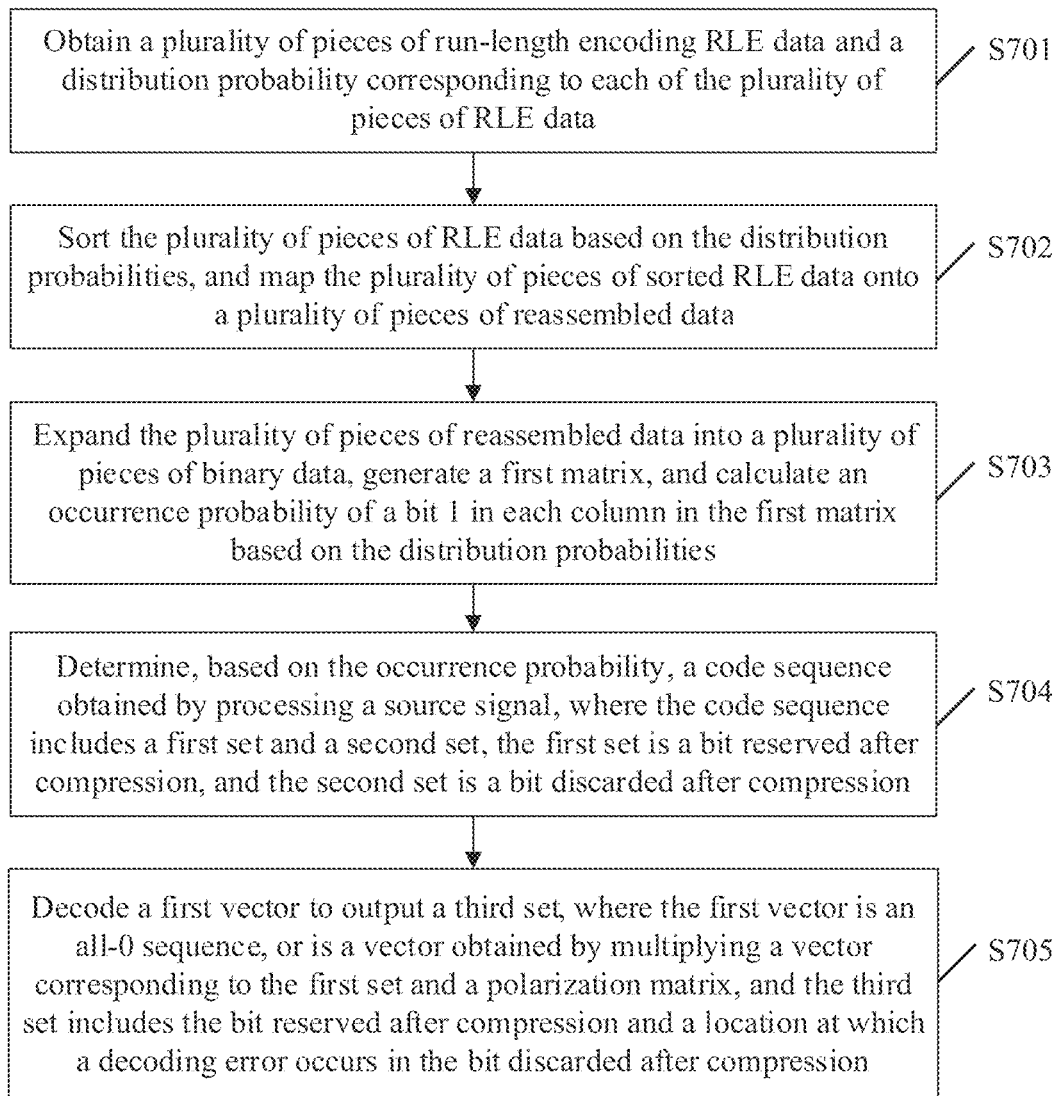 Obtain a plurality of pieces of run-length encoding RLE data and a
distribution probability corresponding to each of the plurality of
pieces of RLE data
S701
Sort the plurality of pieces of RLE data based on the distribution
probabilities, and map the plurality of pieces of sorted RLE data onto
a plurality of pieces of reassembled data
S702
Expand the plurality of pieces of reassembled data into a plurality of
pieces of binary data, generate a first matrix, and calculate an
occurrence probability of a bit 1 in each column in the first matrix
based on the distribution probabilities
S703
Determine, based on the occurrence probability, a code sequence
obtained by processing a source signal, where the code sequence
includes a first set and a second set, the first set is a bit reserved after
compression, and the second set is a bit discarded after compression
S704
Decode a first vector to output a third set, where the first vector is an
all-0 sequence, or is a vector obtained by multiplying a vector
corresponding to the first set and a polarization matrix, and the third
set includes the bit reserved after compression and a location at which
a decoding error occurs in the bit discarded after compression
S705